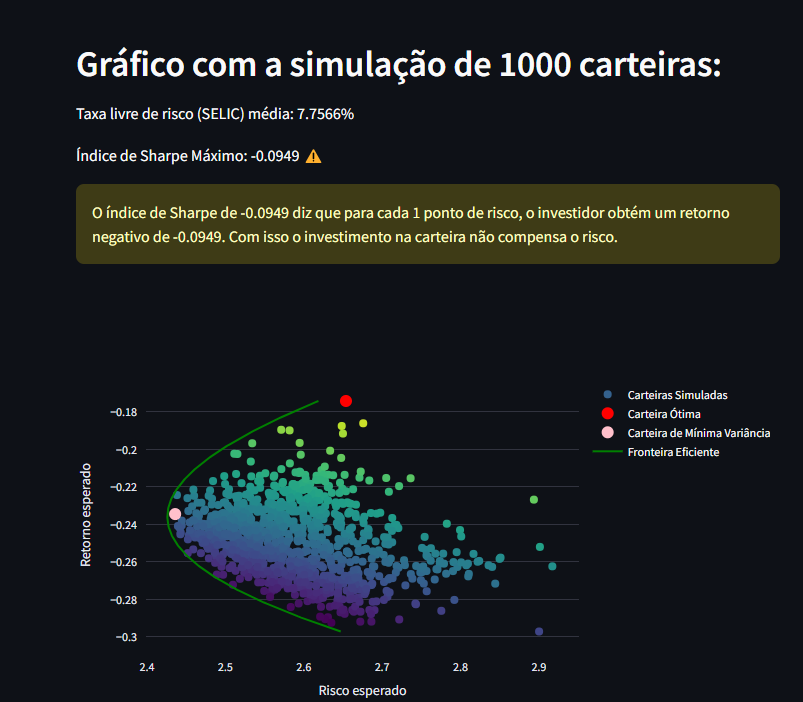 Gráfico com a simulação de 1000 carteiras:
Taxa livre de risco (SELIC) média: 7.7566%
Índice de Sharpe Máximo: -0.0949 ⚠️
O índice de Sharpe de -0.0949 diz que para cada 1 ponto de risco, o investidor obtém um retorno
negativo de -0.0949. Com isso o investimento na carteira não compensa o risco.
Carteiras Simuladas
Carteira Ótima
Carteira de Mínima Variância
Fronteira Eficiente
Retorno esperado
−0.18
−0.2
−0.22
−0.24
−0.26
−0.28
−0.3
2.4 2.5 2.6 2.7 2.8 2.9
Risco esperado